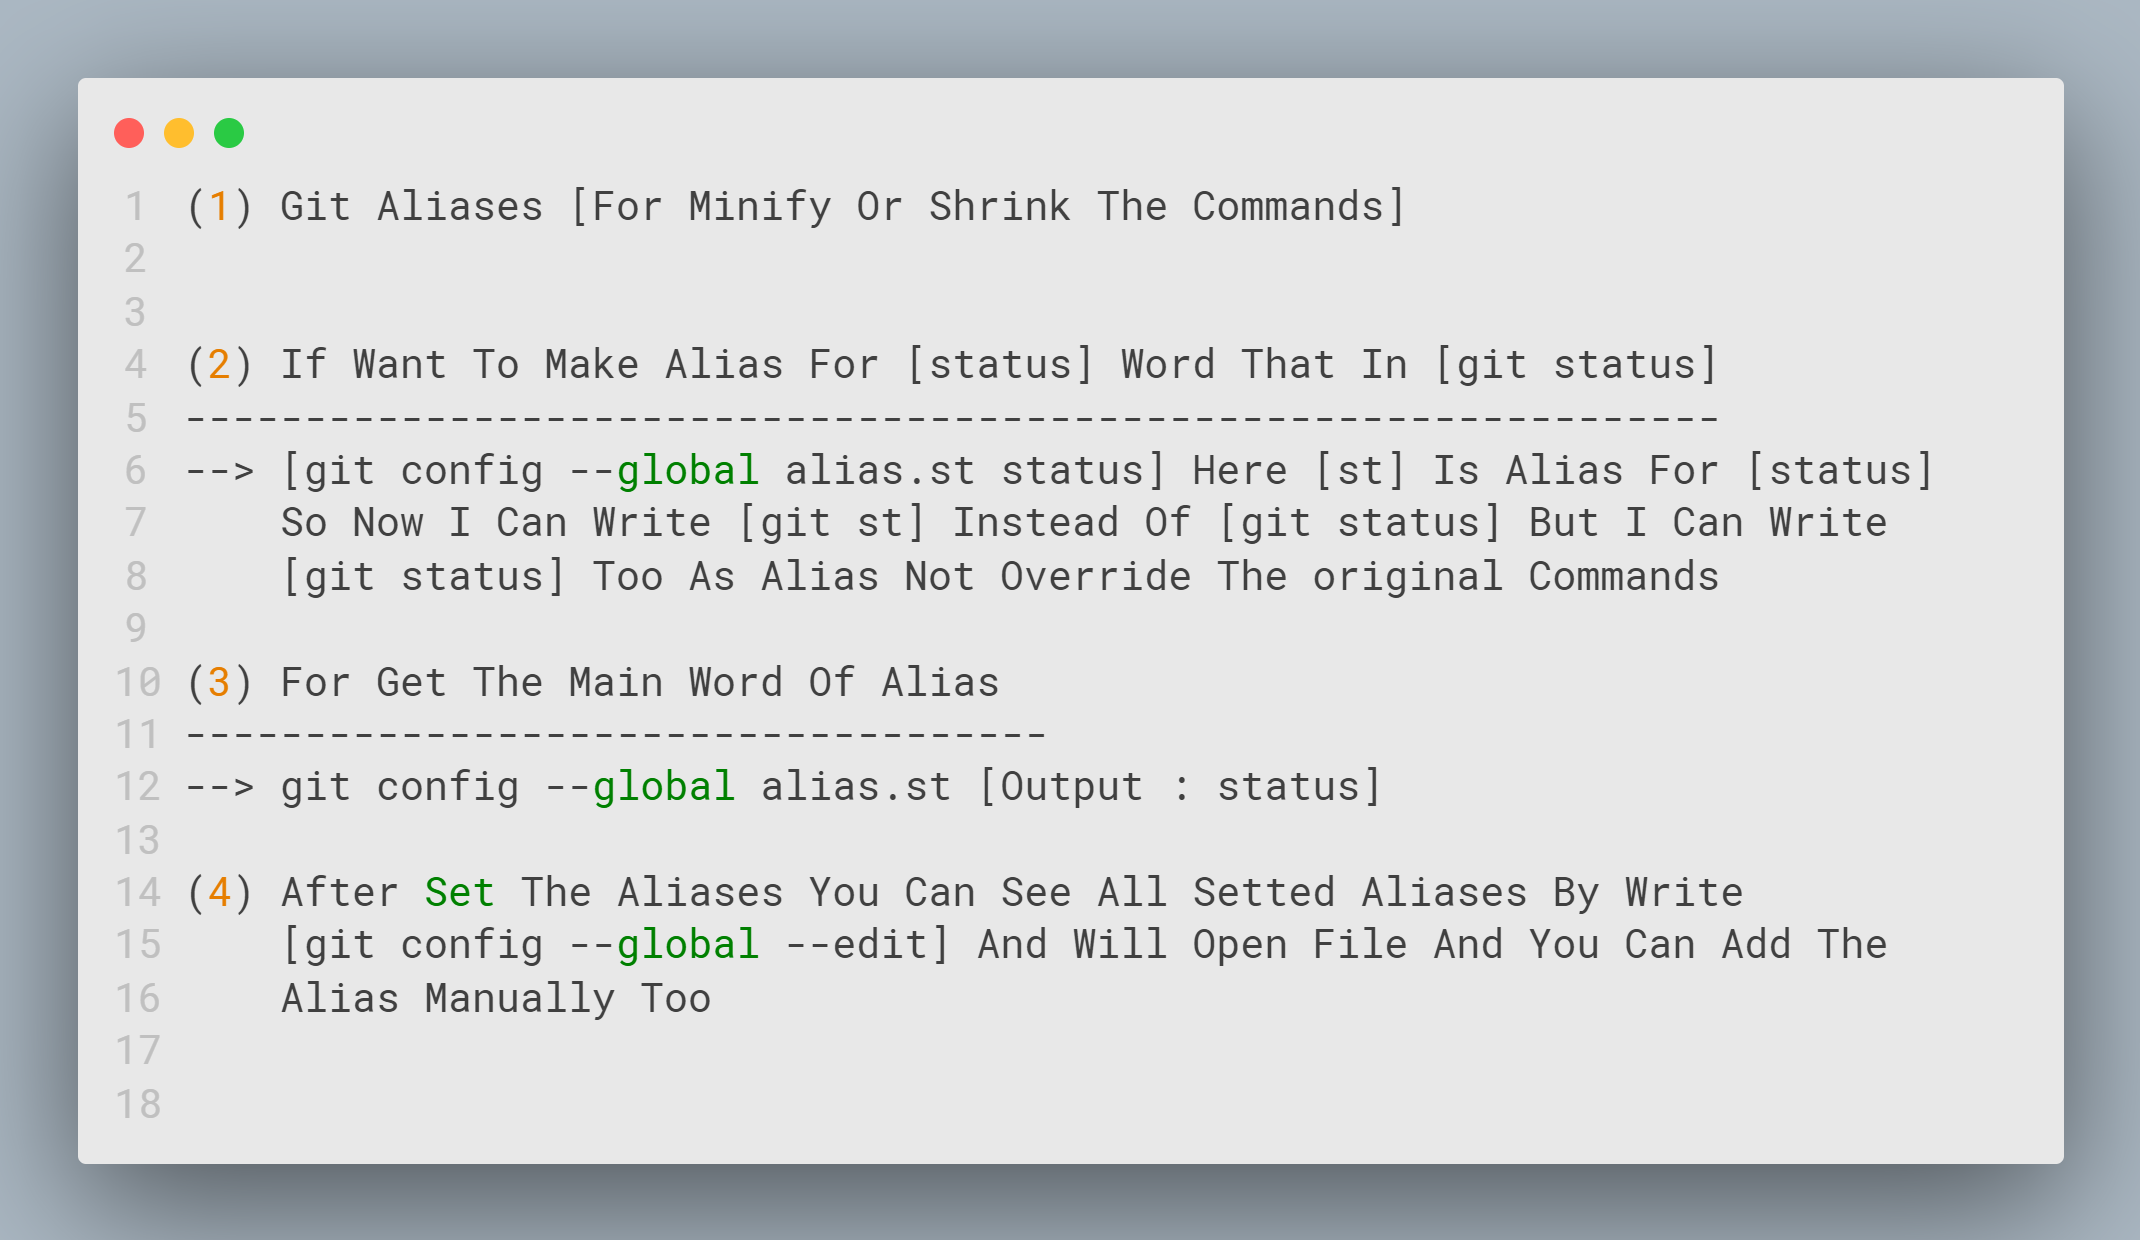 1 (1) Git Aliases [For Minify Or Shrink The Commands]
2
3
4 (2) If Want To Make Alias For [status] Word That In [git status]
5 ----------------------------------------------------------------
6 --> [git config --global alias.st status] Here [st] Is Alias For [status]
7     So Now I Can Write [git st] Instead Of [git status] But I Can Write
8     [git status] Too As Alias Not Override The original Commands
9
10 (3) For Get The Main Word Of Alias
11 ------------------------------------
12 --> git config --global alias.st [Output : status]
13
14 (4) After Set The Aliases You Can See All Setted Aliases By Write
15     [git config --global --edit] And Will Open File And You Can Add The
16     Alias Manually Too
17
18